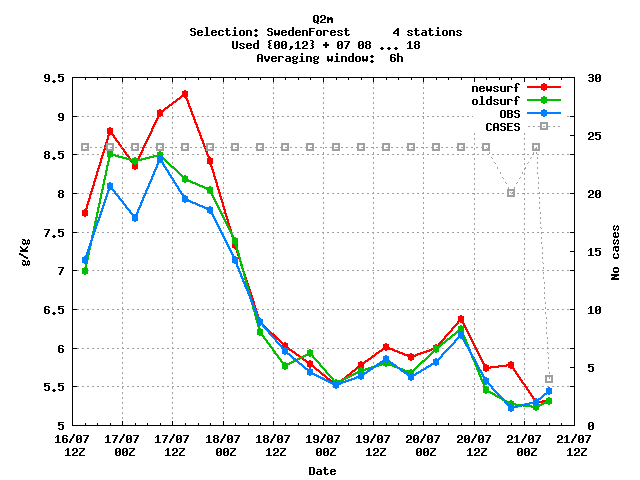 Q2m
Selection: SwedenForest 4 stations
Used {00,12} + 07 08 ... 18
Averaging window: 6h
9.5
9
8.5
8
7.5
7
6.5
6
5.5
5
30
25
20
15
10
5
0
newsurf
oldsurf
OBS
CASES
g/Kg
No cases
16/07 17/07 17/07 18/07 18/07 19/07 19/07 20/07 20/07 21/07 21/07
12Z 00Z 12Z 00Z 12Z 00Z 12Z 00Z 12Z 00Z 12Z
Date